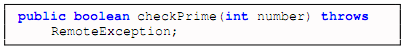 public boolean checkPrime(int number) throws
RemoteException;